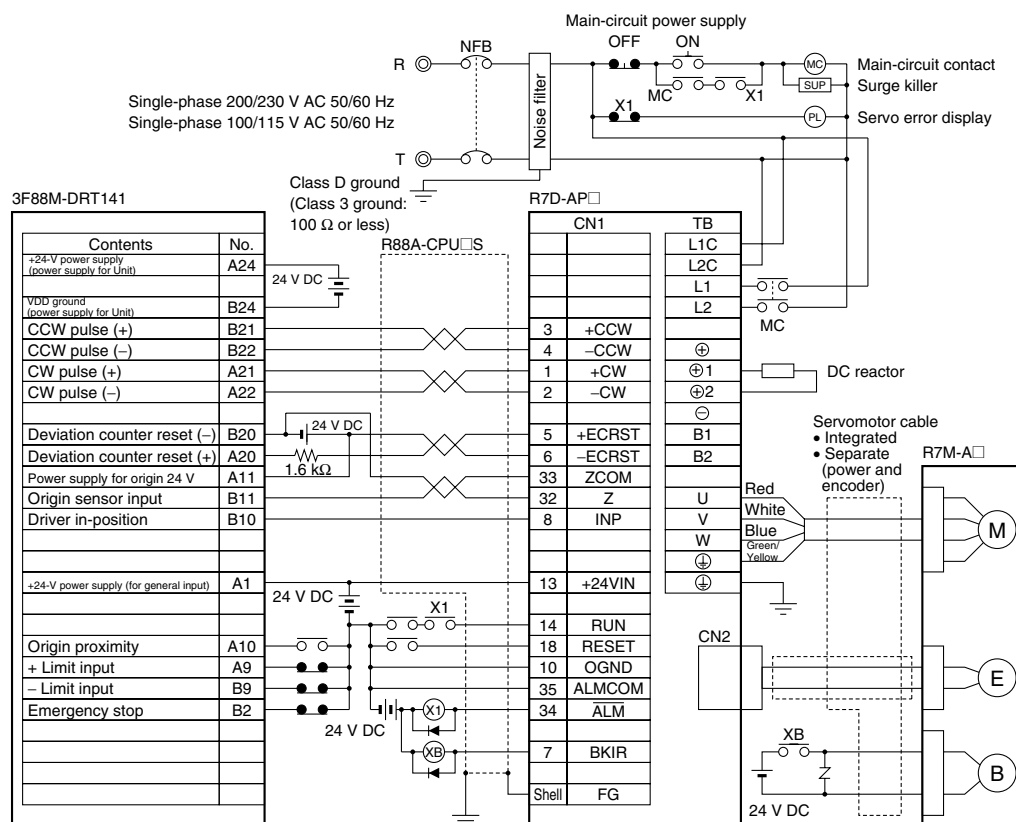 Main-circuit power supply
NFB OFF ON
R MC Main-circuit contact
MC X1 SUP Surge killer
Single-phase 200/230 V AC 50/60 Hz
Single-phase 100/115 V AC 50/60 Hz
Noise filter
X1 PL Servo error display
T
Class D ground
(Class 3 ground:
100 Ω or less)
3F88M-DRT141 R7D-AP□
R88A-CPU□S
CN1 TB
Contents No. L1C
+24-V power supply
(power supply for Unit) A24 24 V DC L2C
L1
VDD ground
(power supply for Unit) B24 L2
MC
CCW pulse (+) B21 3 +CCW
CCW pulse (−) B22 4 −CCW ⊕
CW pulse (+) A21 1 +CW ⊕1 DC reactor
CW pulse (−) A22 2 −CW ⊕2
⊖
Deviation counter reset (−) B20 24 V DC 5 +ECRST B1
Deviation counter reset (+) A20 1.6 kΩ 6 −ECRST B2
Servomotor cable
• Integrated
• Separate
(power and
encoder)
R7M-A□
Power supply for origin 24 V A11 33 ZCOM
Origin sensor input B11 32 Z U Red
Driver in-position B10 8 INP V White
W Blue
Green/
Yellow
M
+24-V power supply (for general input) A1 13 +24VIN
24 V DC
X1
14 RUN
Origin proximity A10 18 RESET CN2
+ Limit input A9 10 OGND
− Limit input B9 35 ALMCOM E
Emergency stop B2 24 V DC X1 34 ALM
XB 7 BKIR XB
B
Shell FG 24 V DC